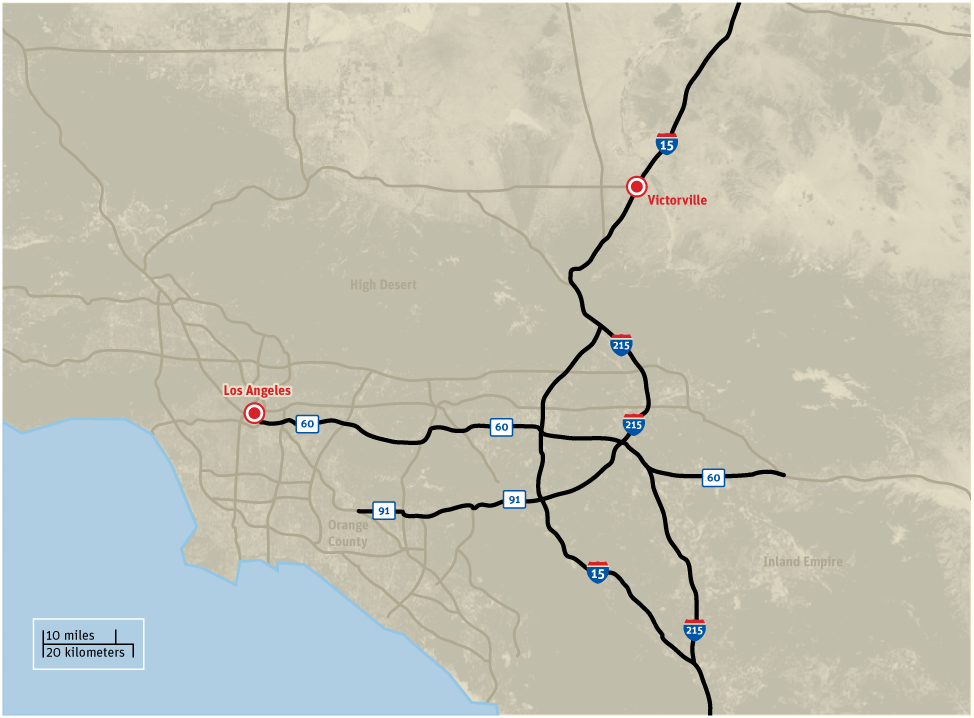 15
Victorville
High Desert
215
Los Angeles
60
60
215
60
91
91
Orange
County
Inland Empire
15
215
10 miles
20 kilometers